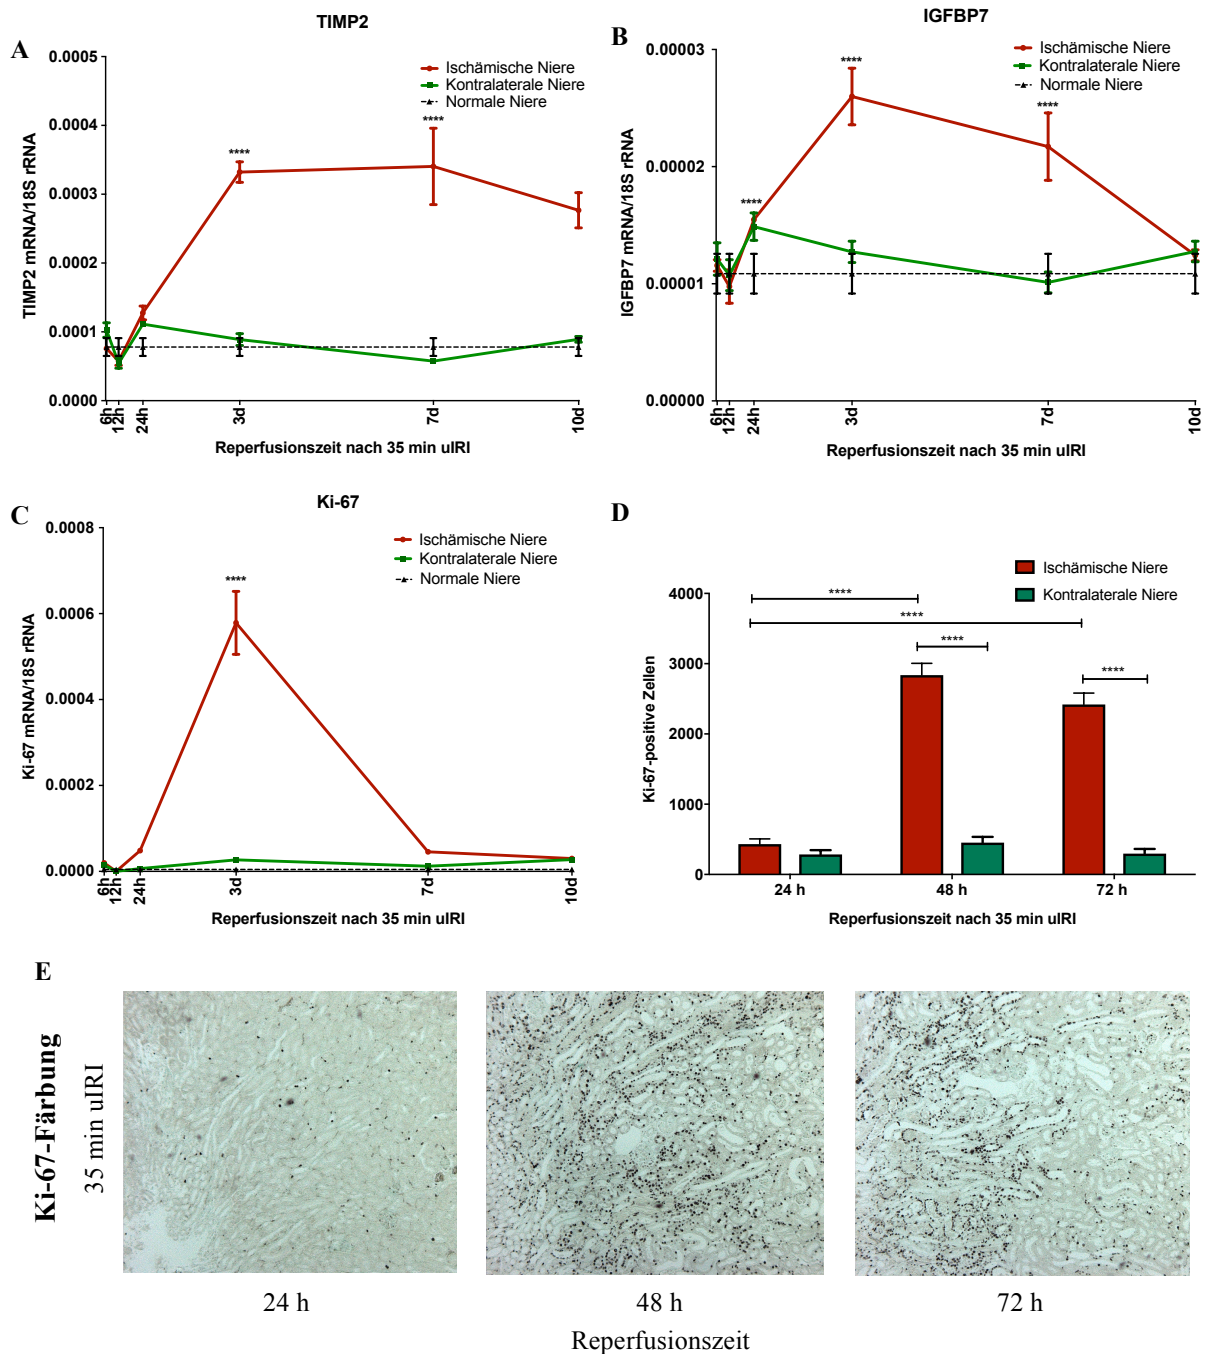 A
TIMP2
0.0005
0.0004
0.0003
0.0002
0.0001
0.0000
TIMP2 mRNA/18S rRNA
Ischämische Niere
Kontralaterale Niere
Normale Niere
****
****
6h
12h
24h
3d
7d
10d
Reperfusionszeit nach 35 min uIRI
B
IGFBP7
0.00003
0.00002
0.00001
0.00000
IGFBP7 mRNA/18S rRNA
Ischämische Niere
Kontralaterale Niere
Normale Niere
****
****
****
6h
12h
24h
3d
7d
10d
Reperfusionszeit nach 35 min uIRI
C
Ki-67
0.0008
0.0006
0.0004
0.0002
0.0000
Ki-67 mRNA/18S rRNA
Ischämische Niere
Kontralaterale Niere
Normale Niere
****
6h
12h
24h
3d
7d
10d
Reperfusionszeit nach 35 min uIRI
D
Ischämische Niere
Kontralaterale Niere
4000
3000
2000
1000
0
Ki-67-positive Zellen
****
****
****
****
24 h
48 h
72 h
Reperfusionszeit nach 35 min uIRI
E
Ki-67-Färbung
35 min uIRI
24 h
48 h
72 h
Reperfusionszeit